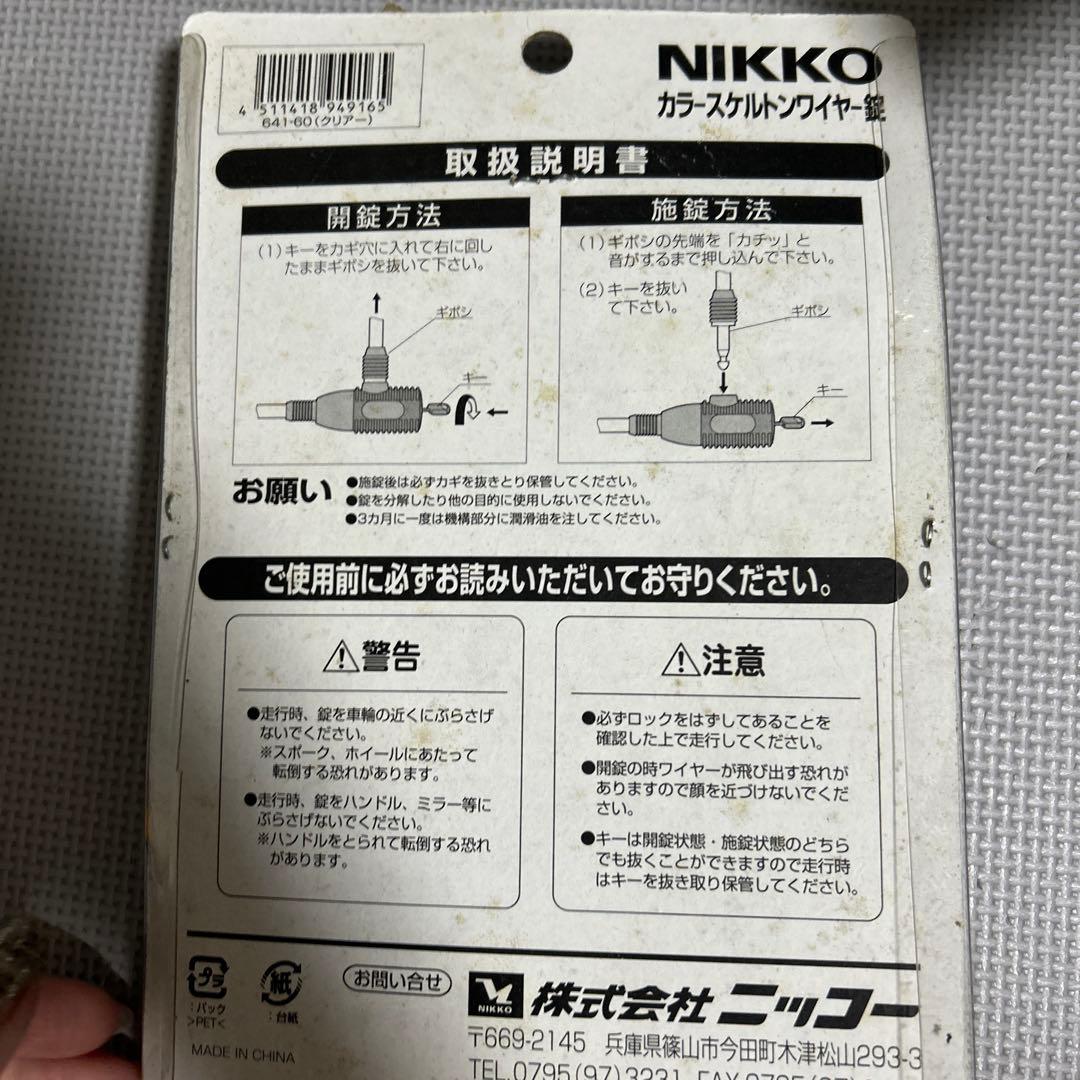 4 511418 949165
641-60(クリアー)
NIKKO
カラースケルトンワイヤー錠
取扱説明書
開錠方法
(1)キーをカギ穴に入れて右に回し
たままギボシを抜いて下さい。
ギボシ
キー
施錠方法
(1)ギボシの先端を「カチッ」と
音がするまで押し込んで下さい。
(2)キーを抜い
て下さい。
ギボシ
キー
お願い
●施錠後は必ずカギを抜きとり保管してください。
●錠を分解したり他の目的に使用しないでください。
●3カ月に一度は機構部分に潤滑油を注してください。
ご使用前に必ずお読みいただいてお守りください。
警告
●走行時、錠を車輪の近くにぶらさげ
ないでください。
※スポーク、ホイールにあたって
転倒する恐れがあります。
●走行時、錠をハンドル、ミラー等に
ぶらさげないでください。
※ハンドルをとられて転倒する恐れ
があります。
注意
●必ずロックをはずしてあることを
確認した上で走行してください。
●開錠の時ワイヤーが飛び出す恐れが
ありますので顔を近づけないでくだ
さい。
●キーは開錠状態・施錠状態のどちら
でも抜くことができますので走行時
はキーを抜き取り保管してください。
プラ
:パック
>PET<
紙
:台紙
MADE IN CHINA
お問い合せ
NIKKO
株式会社 ニッコー
〒669-2145 兵庫県篠山市今田町木津松山293-3
TEL.0795(97)3231